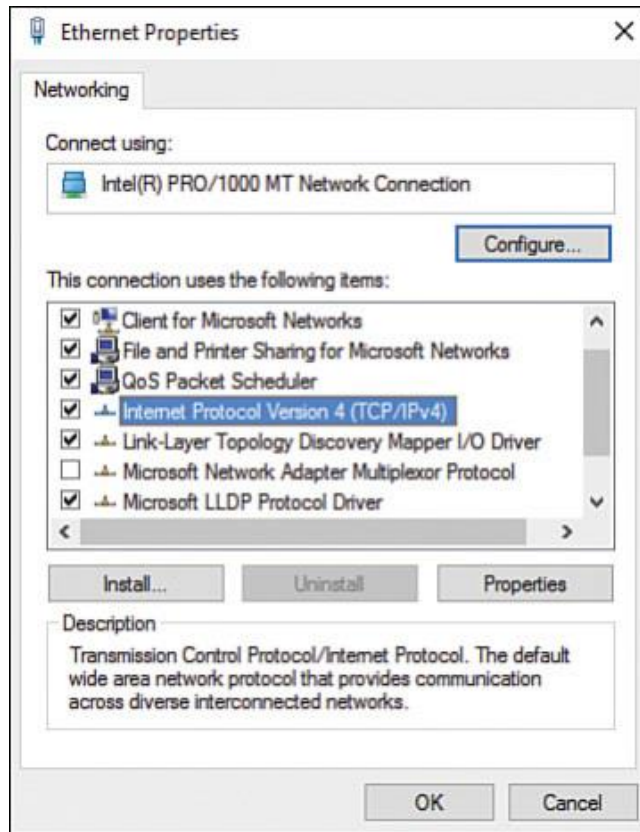 Ethernet Properties
Networking
Connect using:
Intel(R) PRO/1000 MT Network Connection
Configure...
This connection uses the following items:
Client for Microsoft Networks
File and Printer Sharing for Microsoft Networks
QoS Packet Scheduler
Internet Protocol Version 4 (TCP/IPv4)
Link-Layer Topology Discovery Mapper I/O Driver
Microsoft Network Adapter Multiplexor Protocol
Microsoft LLDP Protocol Driver
Install... Uninstall Properties
Description
Transmission Control Protocol/Internet Protocol. The default
wide area network protocol that provides communication
across diverse interconnected networks.
OK Cancel